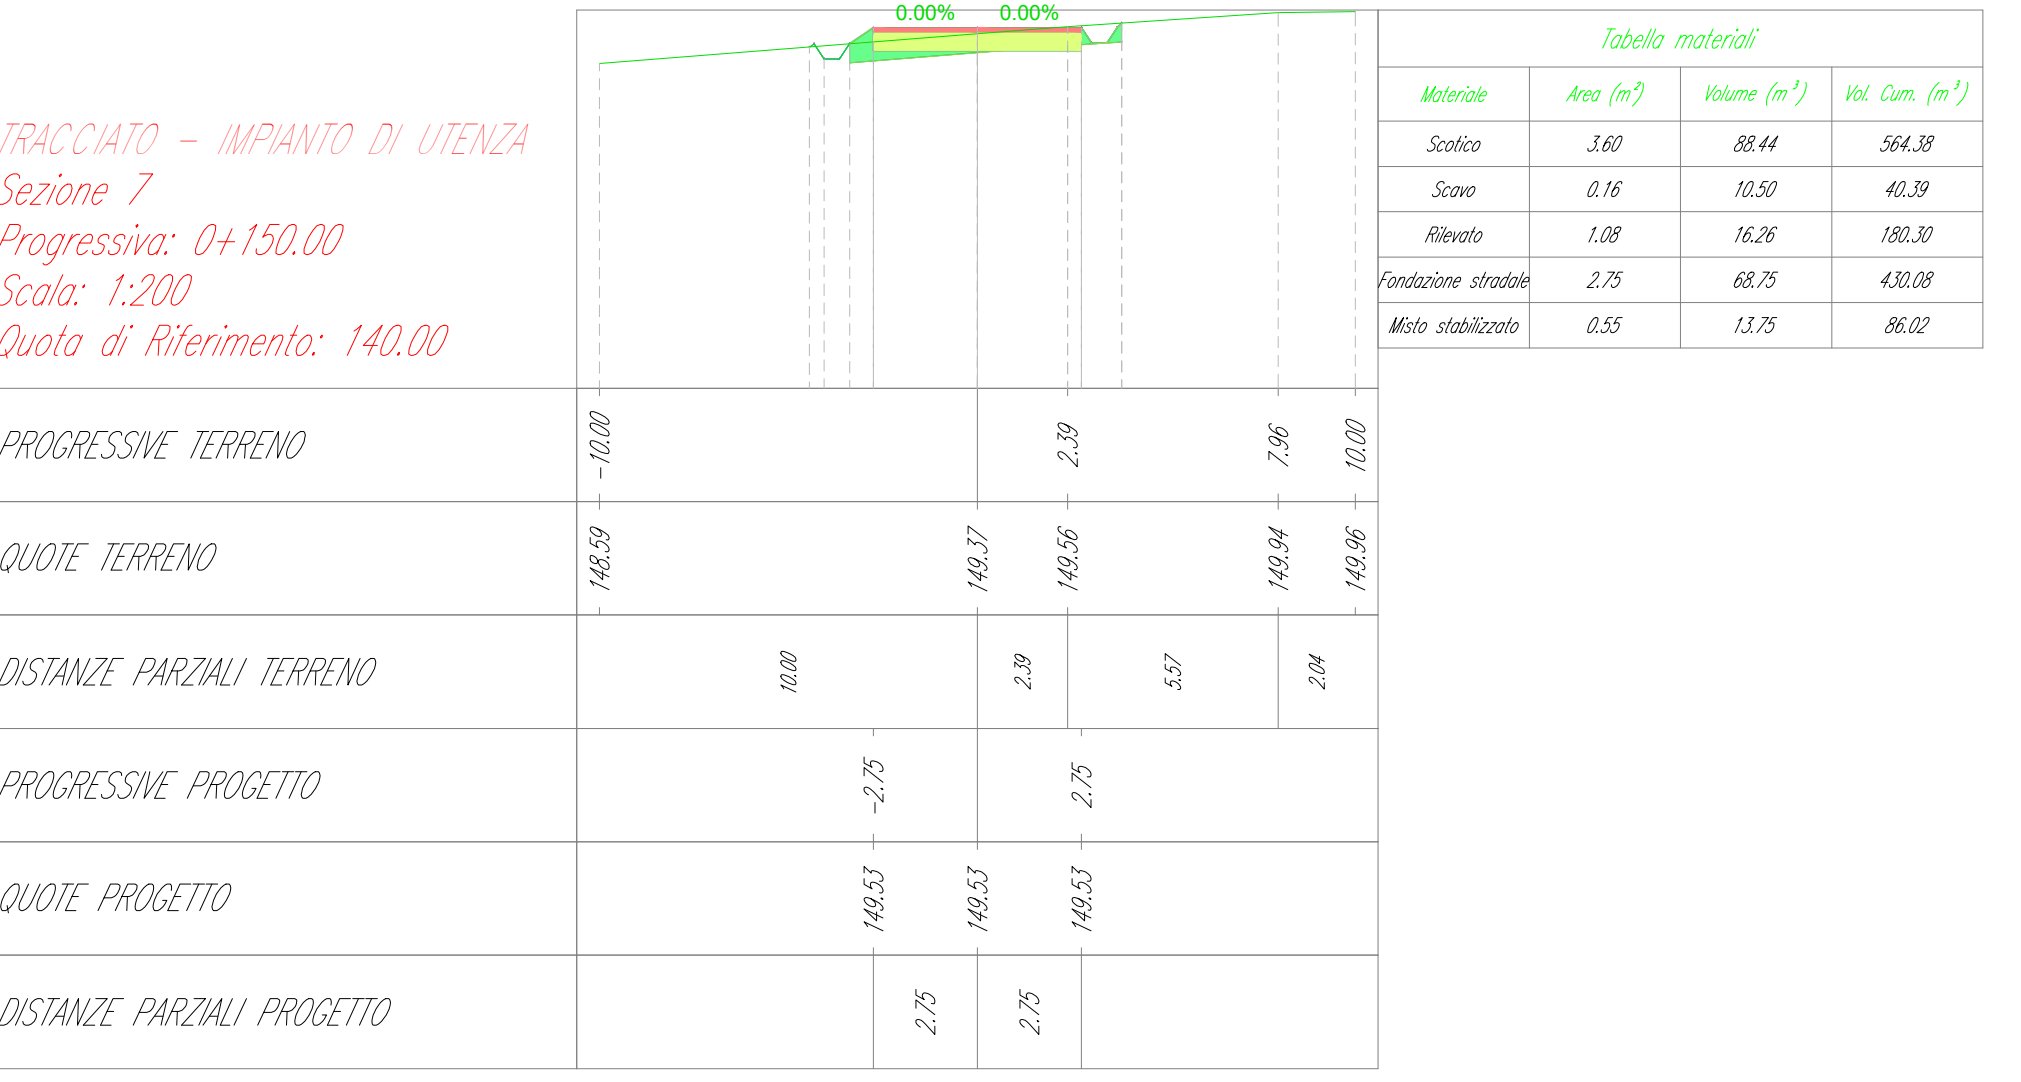 0.00% 0.00%
TRACCIATO - IMPIANTO DI UTENZA
Sezione 7
Progressiva: 0+150.00
Scala: 1:200
Quota di Riferimento: 140.00
Tabella materiali
Materiale Area (m²) Volume (m³) Vol. Cum. (m³)
Scotico 3.60 88.44 564.38
Scavo 0.16 10.50 40.39
Rilevato 1.08 16.26 180.30
Fondazione stradale 2.75 68.75 430.08
Misto stabilizzato 0.55 13.75 86.02
PROGRESSIVE TERRENO -10.00 2.39 7.96 10.00
QUOTE TERRENO 148.59 149.37 149.56 149.94 149.96
DISTANZE PARZIALI TERRENO 10.00 2.39 5.57 2.04
PROGRESSIVE PROGETTO -2.75 2.75
QUOTE PROGETTO 149.53 149.53 149.53
DISTANZE PARZIALI PROGETTO 2.75 2.75